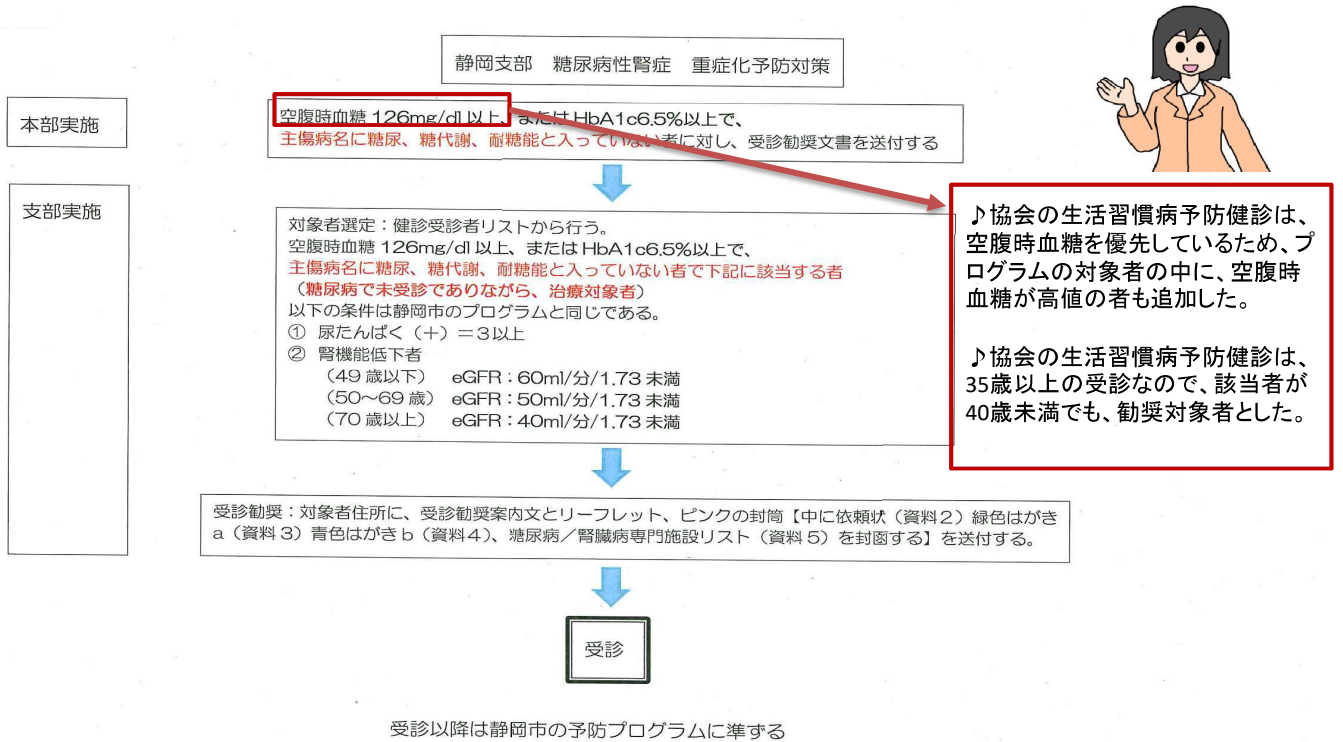 静岡支部 糖尿病性腎症 重症化予防対策
本部実施
空腹時血糖 126mg/dl 以上、または HbA1c6.5%以上で、
主傷病名に糖尿、糖代謝、耐糖能と入っていない者に対し、受診勧奨文書を送付する
支部実施
対象者選定：健診受診者リストから行う。
空腹時血糖 126mg/dl 以上、または HbA1c6.5%以上で、
主傷病名に糖尿、糖代謝、耐糖能と入っていない者で下記に該当する者
（糖尿病で未受診でありながら、治療対象者）
以下の条件は静岡市のプログラムと同じである。
① 尿たんぱく（+）＝3以上
② 腎機能低下者
（49 歳以下） eGFR：60ml/分/1.73 未満
（50～69 歳） eGFR：50ml/分/1.73 未満
（70 歳以上） eGFR：40ml/分/1.73 未満
♪協会の生活習慣病予防健診は、
空腹時血糖を優先しているため、プ
ログラムの対象者の中に、空腹時
血糖が高値の者も追加した。
♪協会の生活習慣病予防健診は、
35歳以上の受診なので、該当者が
40歳未満でも、勧奨対象者とした。
受診勧奨：対象者住所に、受診勧奨案内文とリーフレット、ピンクの封筒【中に依頼状（資料2）緑色はがき
a（資料3）青色はがきb（資料4）、糖尿病／腎臓病専門施設リスト（資料5）を封函する】を送付する。
受診
受診以降は静岡市の予防プログラムに準ずる